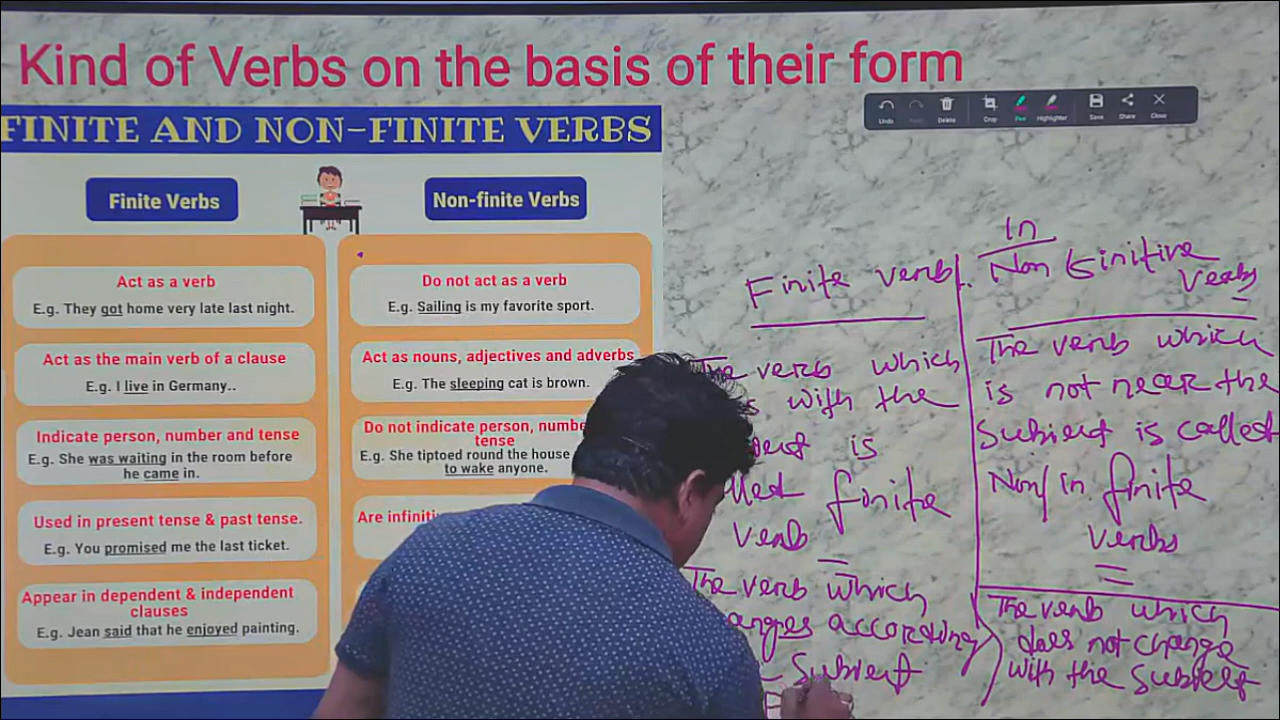 Kind of Verbs on the basis of their form
Undo
Delete
Crop
Pen
Highlighter
Save
Share
Close
FINITE AND NON-FINITE VERBS
Finite Verbs
Act as a verb
E.g. They got home very late last night.
Act as the main verb of a clause
E.g. I live in Germany..
Indicate person, number and tense
E.g. She was waiting in the room before
he came in.
Used in present tense & past tense.
E.g. You promised me the last ticket.
Appear in dependent & independent
clauses
E.g. Jean said that he enjoyed painting.
Non-finite Verbs
Do not act as a verb
E.g. Sailing is my favorite sport.
Act as nouns, adjectives and adverbs
E.g. The sleeping cat is brown.
Do not indicate person,
tense
E.g. She tiptoed round the house
to wake anyone.
Are
Finite verb
The verb which
with the
is
finite
verb
The verb which
according
Subject
In
Non finitive
Verbs
The verb which
is not near the
Subject is called
Non/in finite
verbs
The verb which
does not change
with the subject